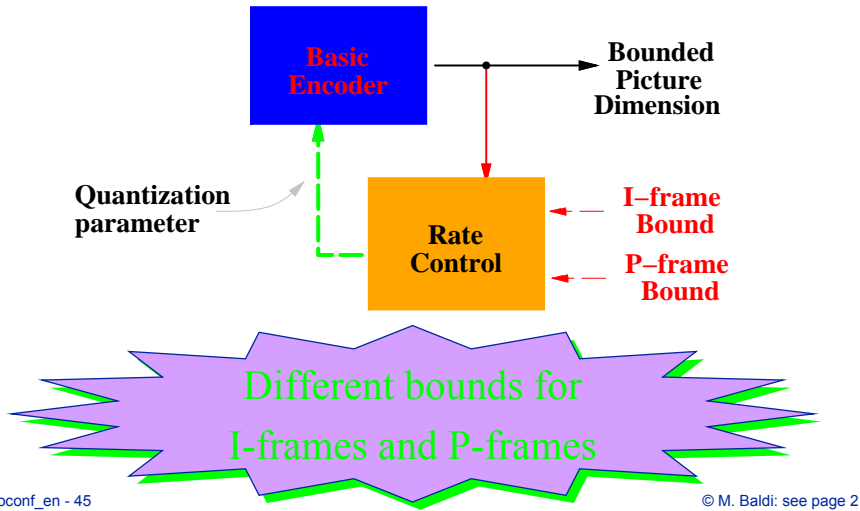 Basic
Encoder
Bounded
Picture
Dimension
Quantization
parameter
Rate
Control
I−frame
Bound
P−frame
Bound
Different bounds for
I-frames and P-frames
oconf_en - 45
© M. Baldi: see page 2